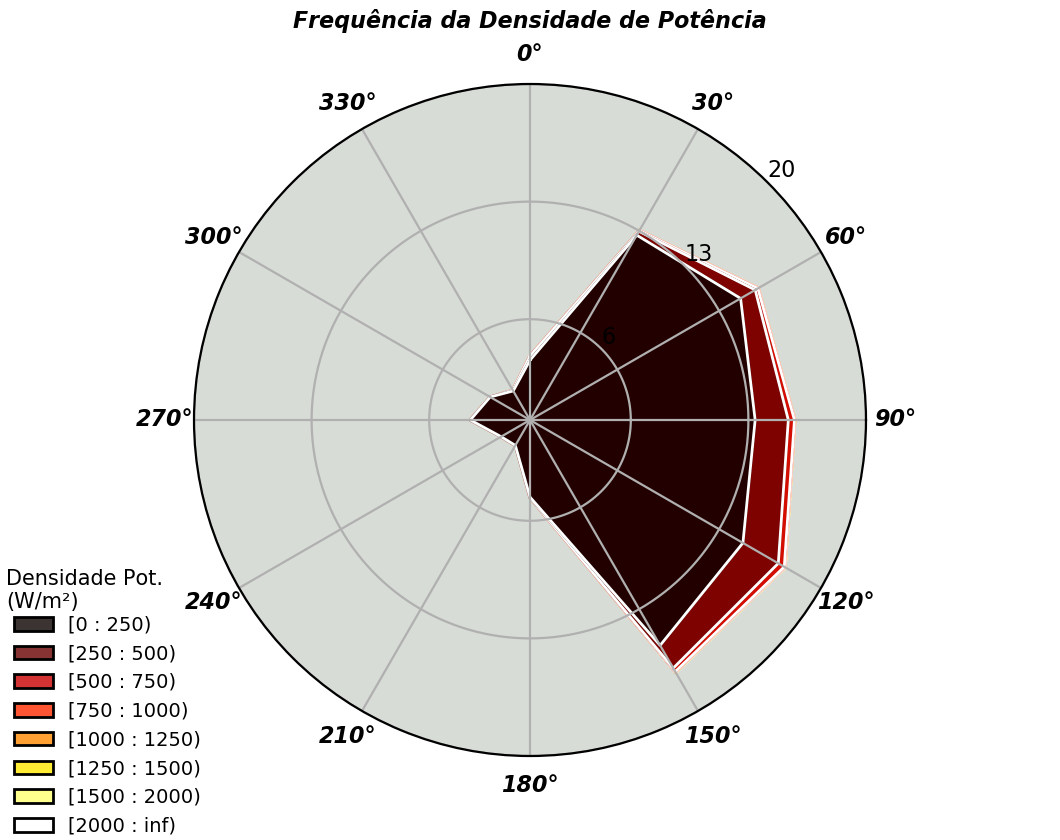 Frequência da Densidade de Potência
0°
330°
30°
20
300°
60°
13
6
270°
90°
240°
120°
210°
150°
180°
Densidade Pot.
(W/m²)
[0 : 250)
[250 : 500)
[500 : 750)
[750 : 1000)
[1000 : 1250)
[1250 : 1500)
[1500 : 2000)
[2000 : inf)